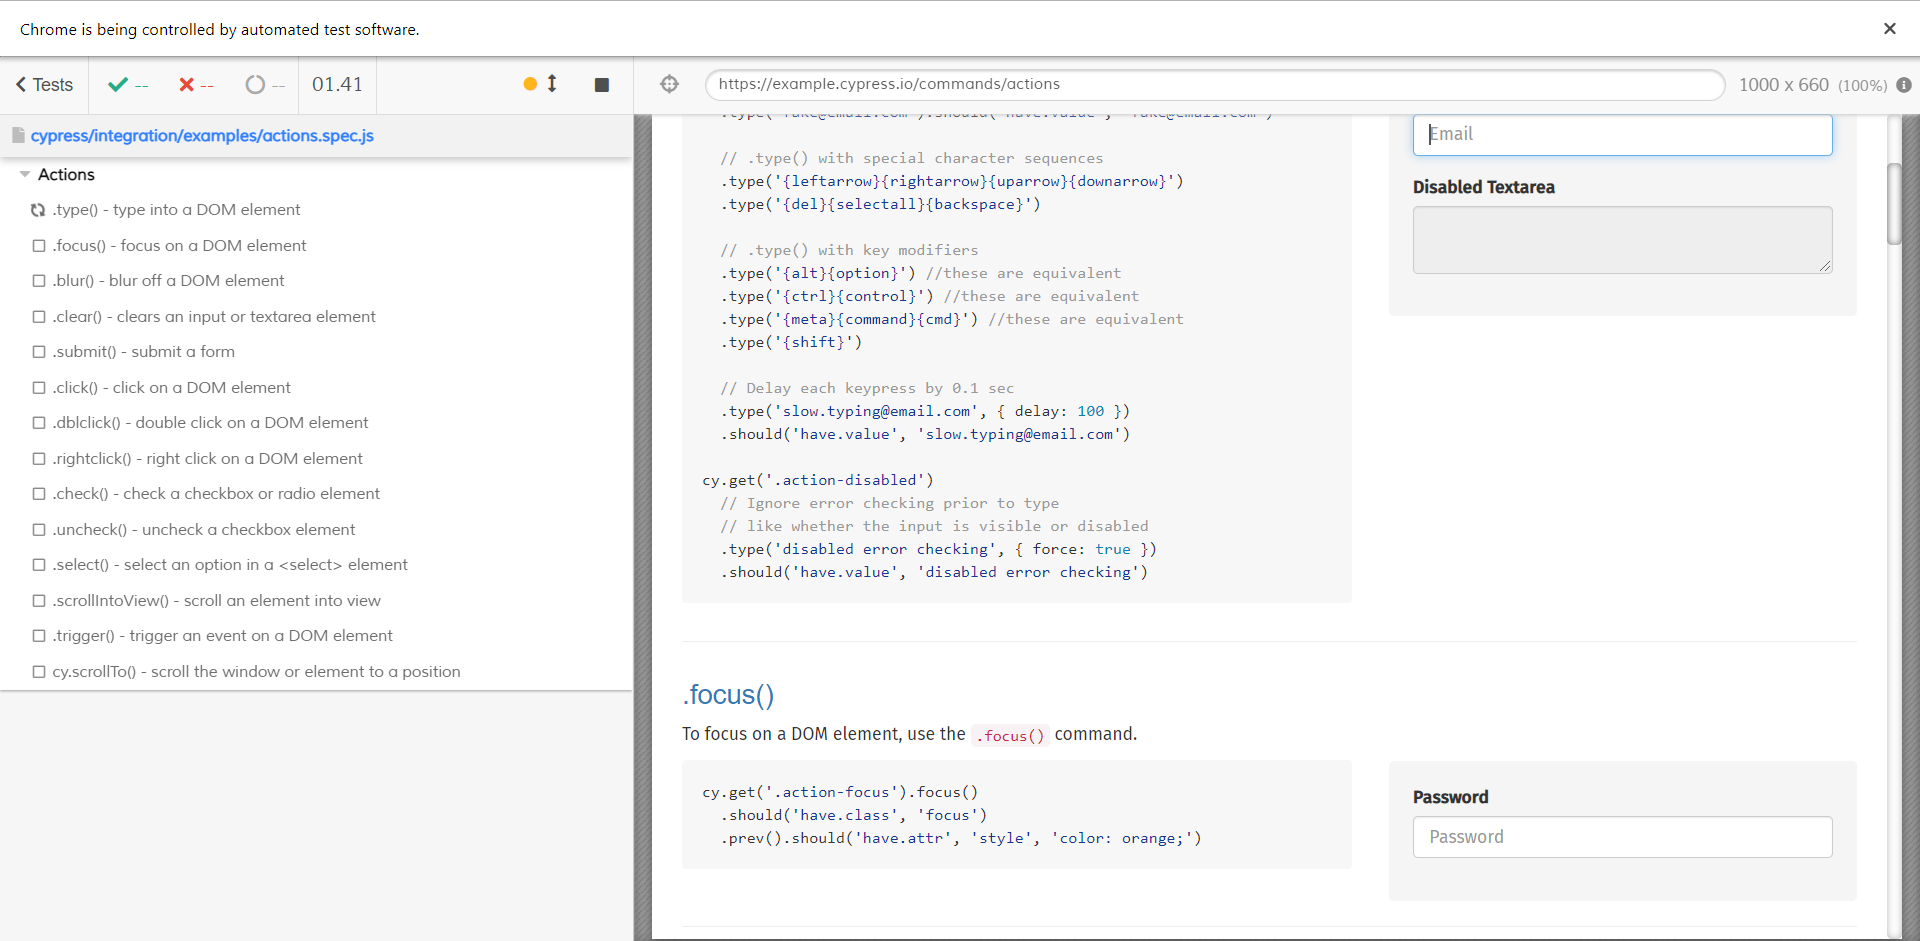 Chrome is being controlled by automated test software.
Tests
--
--
--
01.41
https://example.cypress.io/commands/actions
1000 x 660 (100%)
cypress/integration/examples/actions.spec.js
Actions
.type() - type into a DOM element
.focus() - focus on a DOM element
.blur() - blur off a DOM element
.clear() - clears an input or textarea element
.submit() - submit a form
.click() - click on a DOM element
.dblclick() - double click on a DOM element
.rightclick() - right click on a DOM element
.check() - check a checkbox or radio element
.uncheck() - uncheck a checkbox element
.select() - select an option in a <select> element
.scrollIntoView() - scroll an element into view
.trigger() - trigger an event on a DOM element
cy.scrollTo() - scroll the window or element to a position
.type('fake@email.com').should('have.value', 'fake@email.com')
// .type() with special character sequences
.type('{leftarrow}{rightarrow}{uparrow}{downarrow}')
.type('{del}{selectall}{backspace}')
// .type() with key modifiers
.type('{alt}{option}') //these are equivalent
.type('{ctrl}{control}') //these are equivalent
.type('{meta}{command}{cmd}') //these are equivalent
.type('{shift}')
// Delay each keypress by 0.1 sec
.type('slow.typing@email.com', { delay: 100 })
.should('have.value', 'slow.typing@email.com')
cy.get('.action-disabled')
// Ignore error checking prior to type
// like whether the input is visible or disabled
.type('disabled error checking', { force: true })
.should('have.value', 'disabled error checking')
Email
Disabled Textarea
.focus()
To focus on a DOM element, use the .focus() command.
cy.get('.action-focus').focus()
.should('have.class', 'focus')
.prev().should('have.attr', 'style', 'color: orange;')
Password
Password